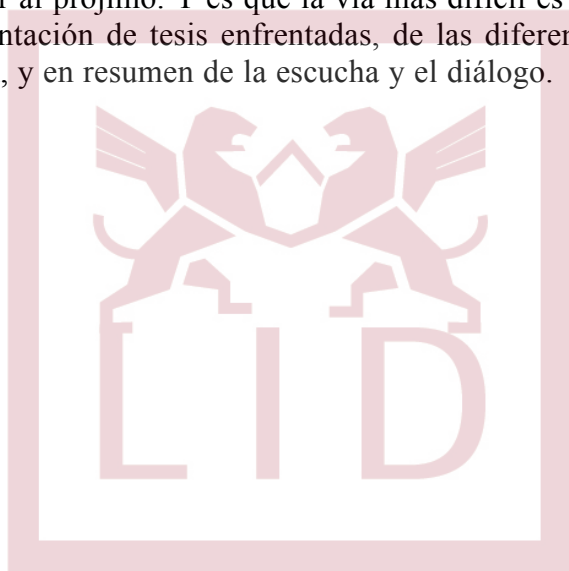 r al prójimo. Y es que la vía más difícil es
ntación de tesis enfrentadas, de las diferen
, y en resumen de la escucha y el diálogo.
LID